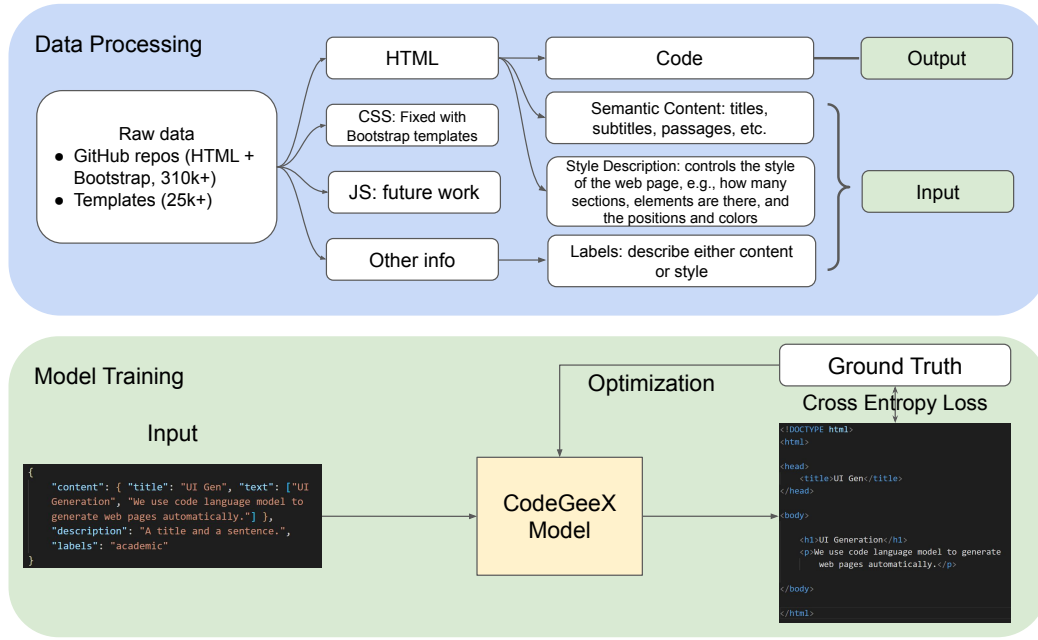 Data Processing
Raw data
● GitHub repos (HTML +
Bootstrap, 310k+)
● Templates (25k+)
HTML
CSS: Fixed with
Bootstrap templates
JS: future work
Other info
Code
Semantic Content: titles,
subtitles, passages, etc.
Style Description: controls the style
of the web page, e.g., how many
sections, elements are there, and
the positions and colors
Labels: describe either content
or style
Output
Input
Model Training
Input
{
"content": { "title": "UI Gen", "text": ["UI
Generation", "We use code language model to
generate web pages automatically."] },
"description": "A title and a sentence.",
"labels": "academic"
}
CodeGeeX
Model
Optimization
Ground Truth
Cross Entropy Loss
<!DOCTYPE html>
<html>
<head>
<title>UI Gen</title>
</head>
<body>
<h1>UI Generation</h1>
<p>We use code language model to generate
web pages automatically.</p>
</body>
</html>